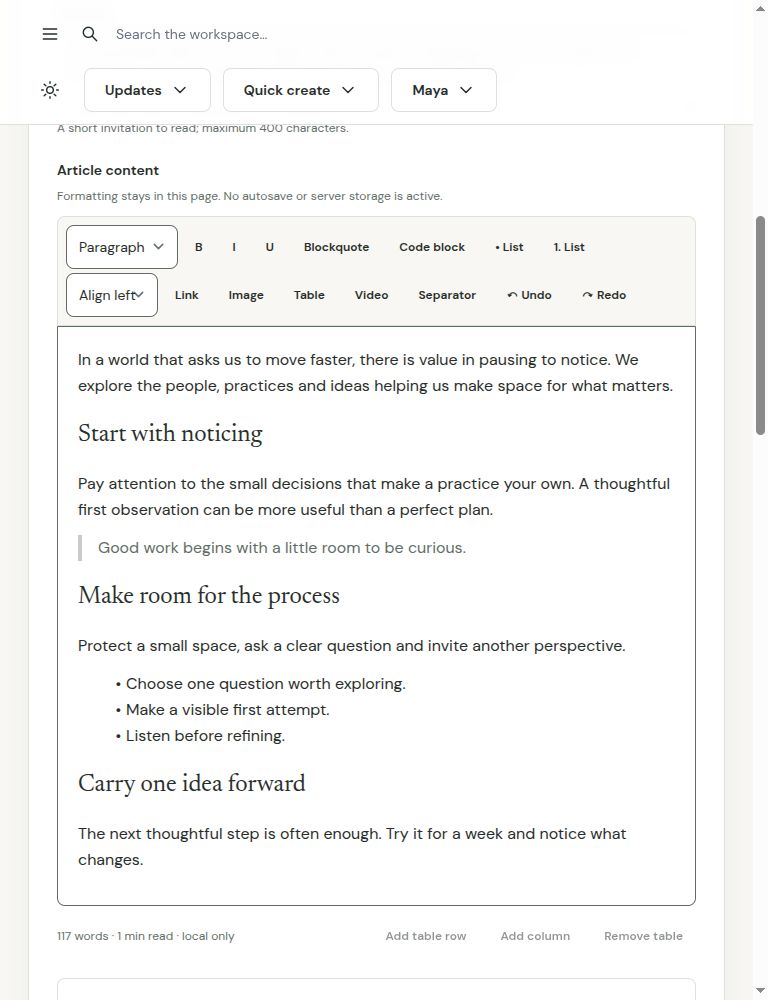 Search the workspace...
Updates
Quick create
Maya
A short invitation to read; maximum 400 characters.
Article content
Formatting stays in this page. No autosave or server storage is active.
Paragraph B I U Blockquote Code block • List 1. List
Align left Link Image Table Video Separator ↶ Undo ↷ Redo
In a world that asks us to move faster, there is value in pausing to notice. We
explore the people, practices and ideas helping us make space for what matters.
Start with noticing
Pay attention to the small decisions that make a practice your own. A thoughtful
first observation can be more useful than a perfect plan.
Good work begins with a little room to be curious.
Make room for the process
Protect a small space, ask a clear question and invite another perspective.
• Choose one question worth exploring.
• Make a visible first attempt.
• Listen before refining.
Carry one idea forward
The next thoughtful step is often enough. Try it for a week and notice what
changes.
117 words · 1 min read · local only
Add table row Add column Remove table